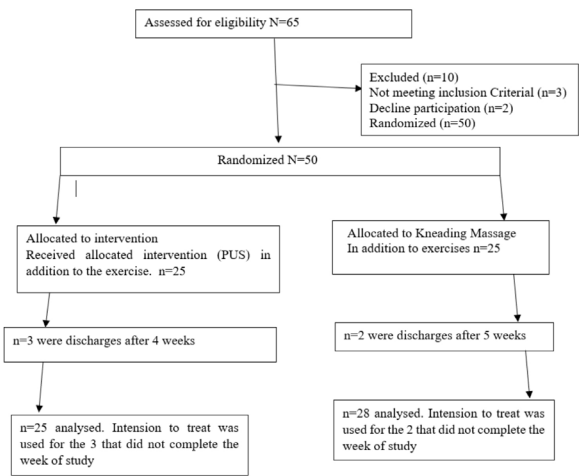 Assessed for eligibility N=65
Excluded (n=10)
Not meeting inclusion Criterial (n=3)
Decline participation (n=2)
Randomized (n=50)
Randomized N=50
Allocated to intervention
Received allocated intervention (PUS) in
addition to the exercise. n=25
Allocated to Kneading Massage
In addition to exercises n=25
n=3 were discharges after 4 weeks
n=2 were discharges after 5 weeks
n=25 analysed. Intension to treat was
used for the 3 that did not complete the
week of study
n=28 analysed. Intension to treat was
used for the 2 that did not complete the
week of study